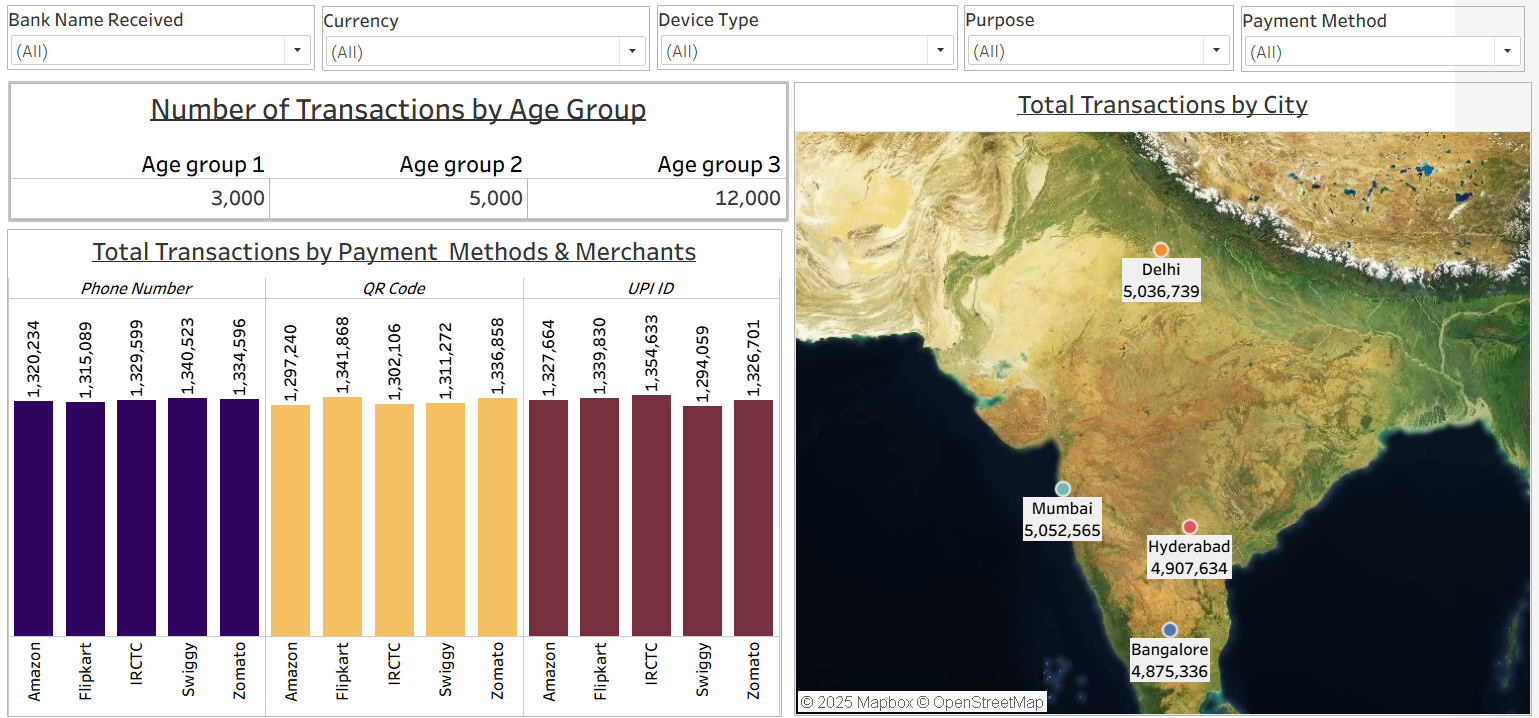 Bank Name Received
(All)
Currency
(All)
Device Type
(All)
Purpose
(All)
Payment Method
(All)
Number of Transactions by Age Group
Age group 1 Age group 2 Age group 3
3,000 5,000 12,000
Total Transactions by Payment  Methods & Merchants
Phone Number QR Code UPI ID
1,320,234 1,315,089 1,329,599 1,340,523 1,334,596 1,297,240 1,341,868 1,302,106 1,311,272 1,336,858 1,327,664 1,339,830 1,354,633 1,294,059 1,326,701
Amazon Flipkart IRCTC Swiggy Zomato Amazon Flipkart IRCTC Swiggy Zomato Amazon Flipkart IRCTC Swiggy Zomato
Total Transactions by City
Delhi
5,036,739
Mumbai
5,052,565
Hyderabad
4,907,634
Bangalore
4,875,336
© 2025 Mapbox © OpenStreetMap